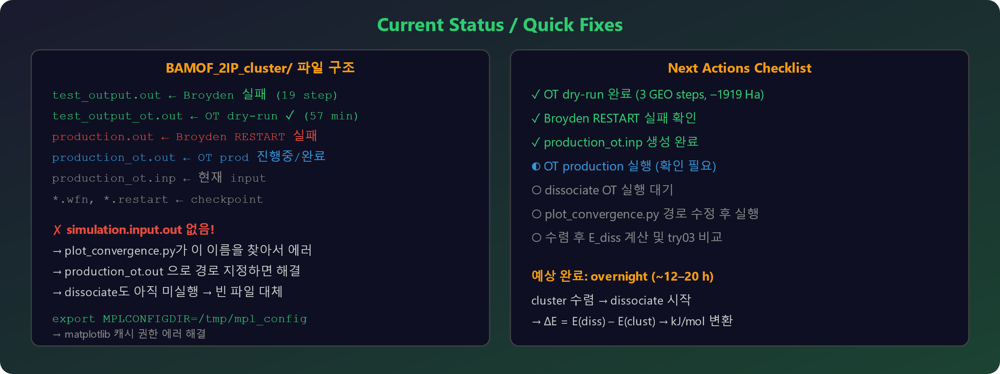 Current Status / Quick Fixes
BAMOF_2IP_cluster/ 파일 구조
test_output.out ← Broyden 실패 (19 step)
test_output_ot.out ← OT dry-run ✓ (57 min)
production.out ← Broyden RESTART 실패
production_ot.out ← OT prod 진행중/완료
production_ot.inp ← 현재 input
*.wfn, *.restart ← checkpoint
✗ simulation.input.out 없음!
→ plot_convergence.py가 이 이름을 찾아서 에러
→ production_ot.out 으로 경로 지정하면 해결
→ dissociate도 아직 미실행 → 빈 파일 대체
export MPLCONFIGDIR=/tmp/mpl_config
→ matplotlib 캐시 권한 에러 해결
Next Actions Checklist
✓ OT dry-run 완료 (3 GEO steps, −1919 Ha)
✓ Broyden RESTART 실패 확인
✓ production_ot.inp 생성 완료
◐ OT production 실행 (확인 필요)
○ dissociate OT 실행 대기
○ plot_convergence.py 경로 수정 후 실행
○ 수렴 후 E_diss 계산 및 try03 비교
예상 완료: overnight (~12–20 h)
cluster 수렴 → dissociate 시작
→ ΔE = E(diss) − E(clust) → kJ/mol 변환